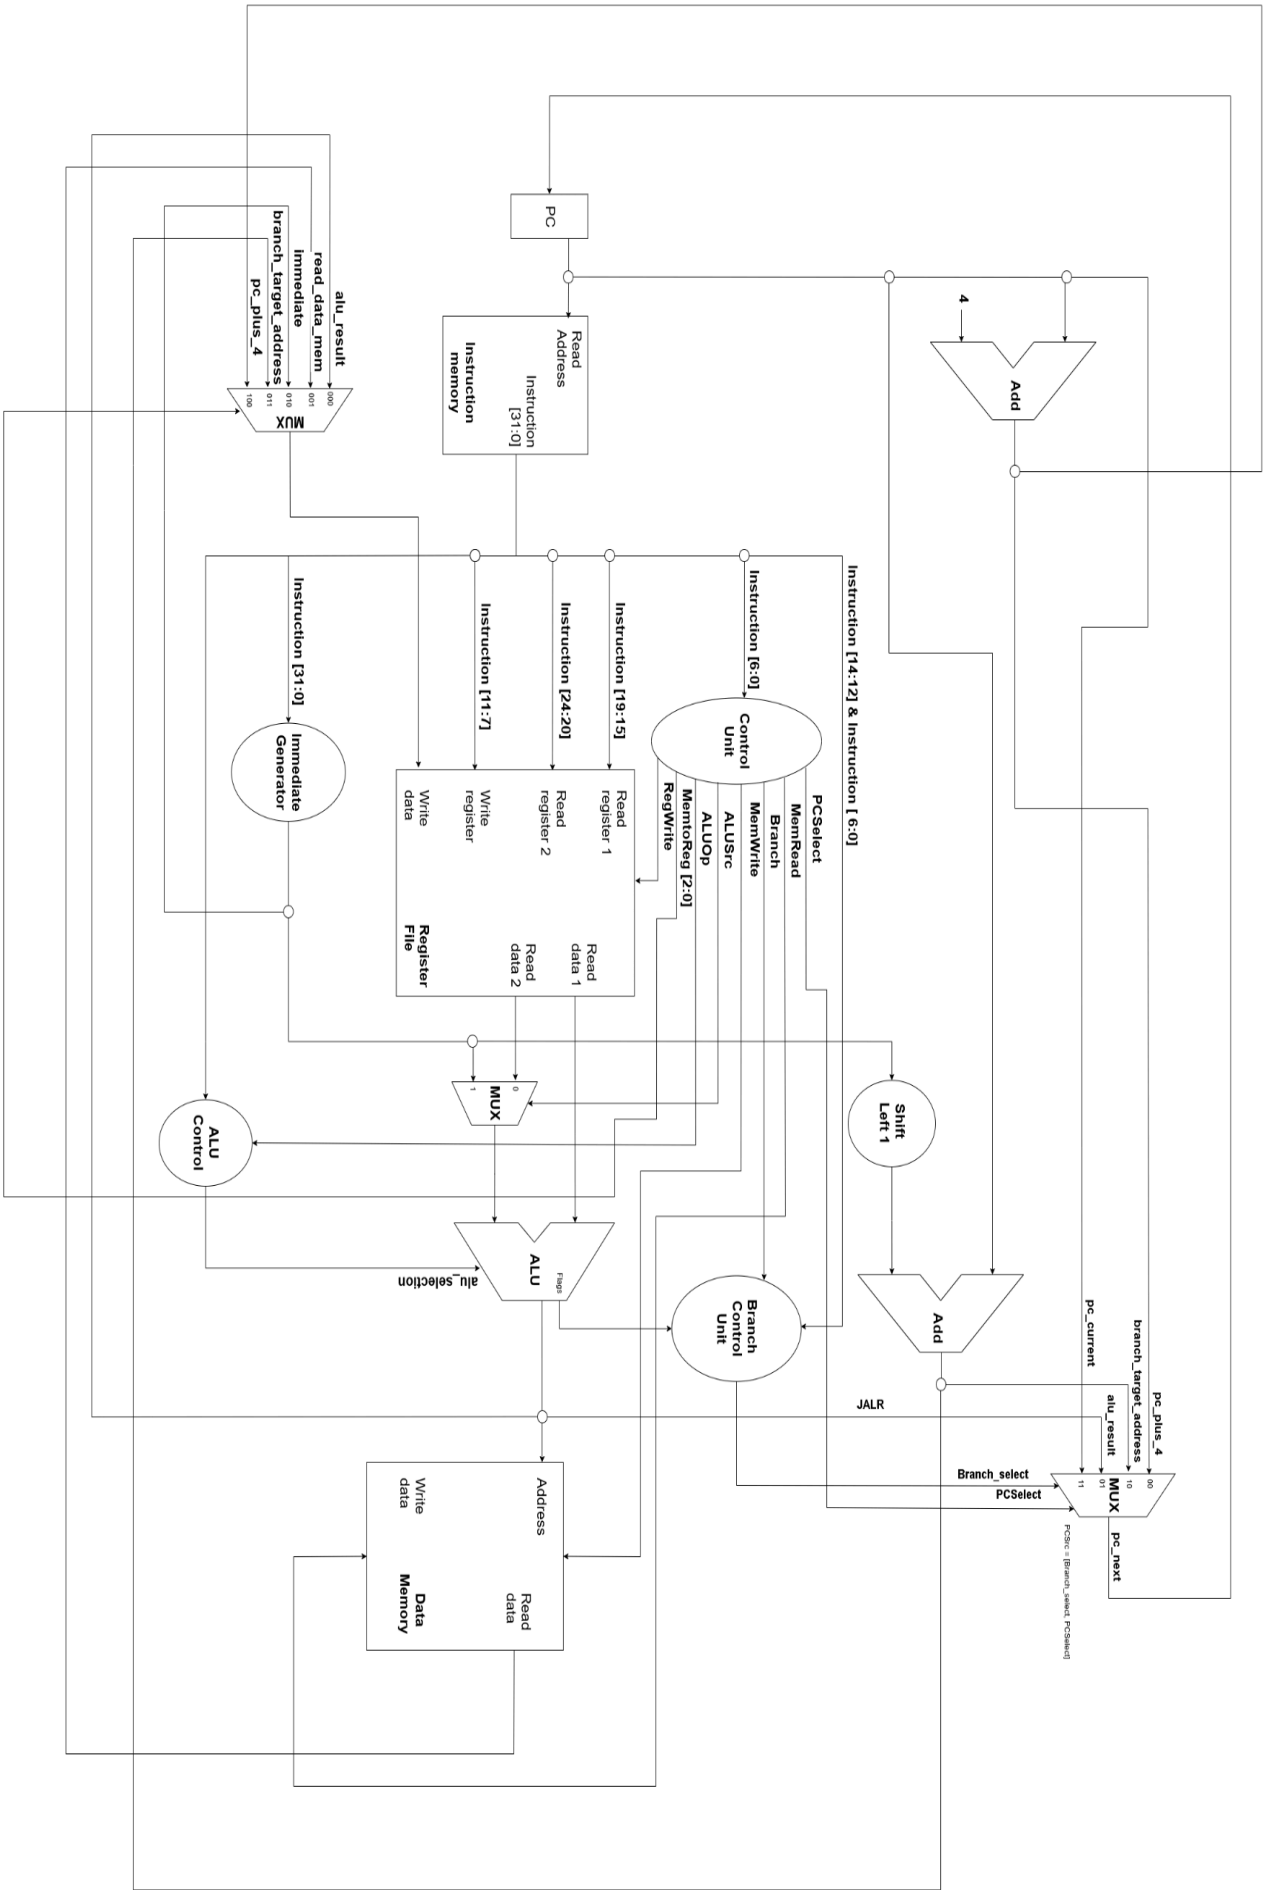 PC
Read
Address
Instruction
[31:0]
Instruction
memory
4
Add
alu_result
read_data_mem
immediate
branch_target_address
pc_plus_4
000
001
010
011
100
MUX
Instruction [14:12] & Instruction [ 6:0]
Instruction [6:0]
Instruction [19:15]
Instruction [24:20]
Instruction [11:7]
Instruction [31:0]
Control
Unit
PCSelect
MemRead
Branch
MemWrite
ALUSrc
ALUOp
MemtoReg [2:0]
RegWrite
Immediate
Generator
Read
register 1
Read
register 2
Write
register
Write
data
Read
data 1
Read
data 2
Register
File
0
1
MUX
Shift
Left 1
ALU
Control
alu_selection
ALU
Flags
Branch
Control
Unit
Add
JALR
pc_plus_4
branch_target_address
alu_result
pc_current
Branch_select
PCSelect
00
10
01
11
MUX
pc_next
PCSrc = [Branch_select, PCSelect]
Address
Write
data
Read
data
Data
Memory